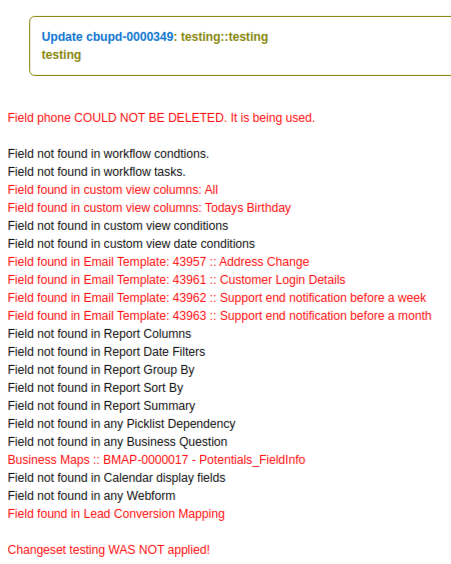 Update cbupd-0000349: testing::testing
testing
Field phone COULD NOT BE DELETED. It is being used.
Field not found in workflow condtions.
Field not found in workflow tasks.
Field found in custom view columns: All
Field found in custom view columns: Todays Birthday
Field not found in custom view conditions
Field not found in custom view date conditions
Field found in Email Template: 43957 :: Address Change
Field found in Email Template: 43961 :: Customer Login Details
Field found in Email Template: 43962 :: Support end notification before a week
Field found in Email Template: 43963 :: Support end notification before a month
Field not found in Report Columns
Field not found in Report Date Filters
Field not found in Report Group By
Field not found in Report Sort By
Field not found in Report Summary
Field not found in any Picklist Dependency
Field not found in any Business Question
Business Maps :: BMAP-0000017 - Potentials_FieldInfo
Field not found in Calendar display fields
Field not found in any Webform
Field found in Lead Conversion Mapping
Changeset testing WAS NOT applied!